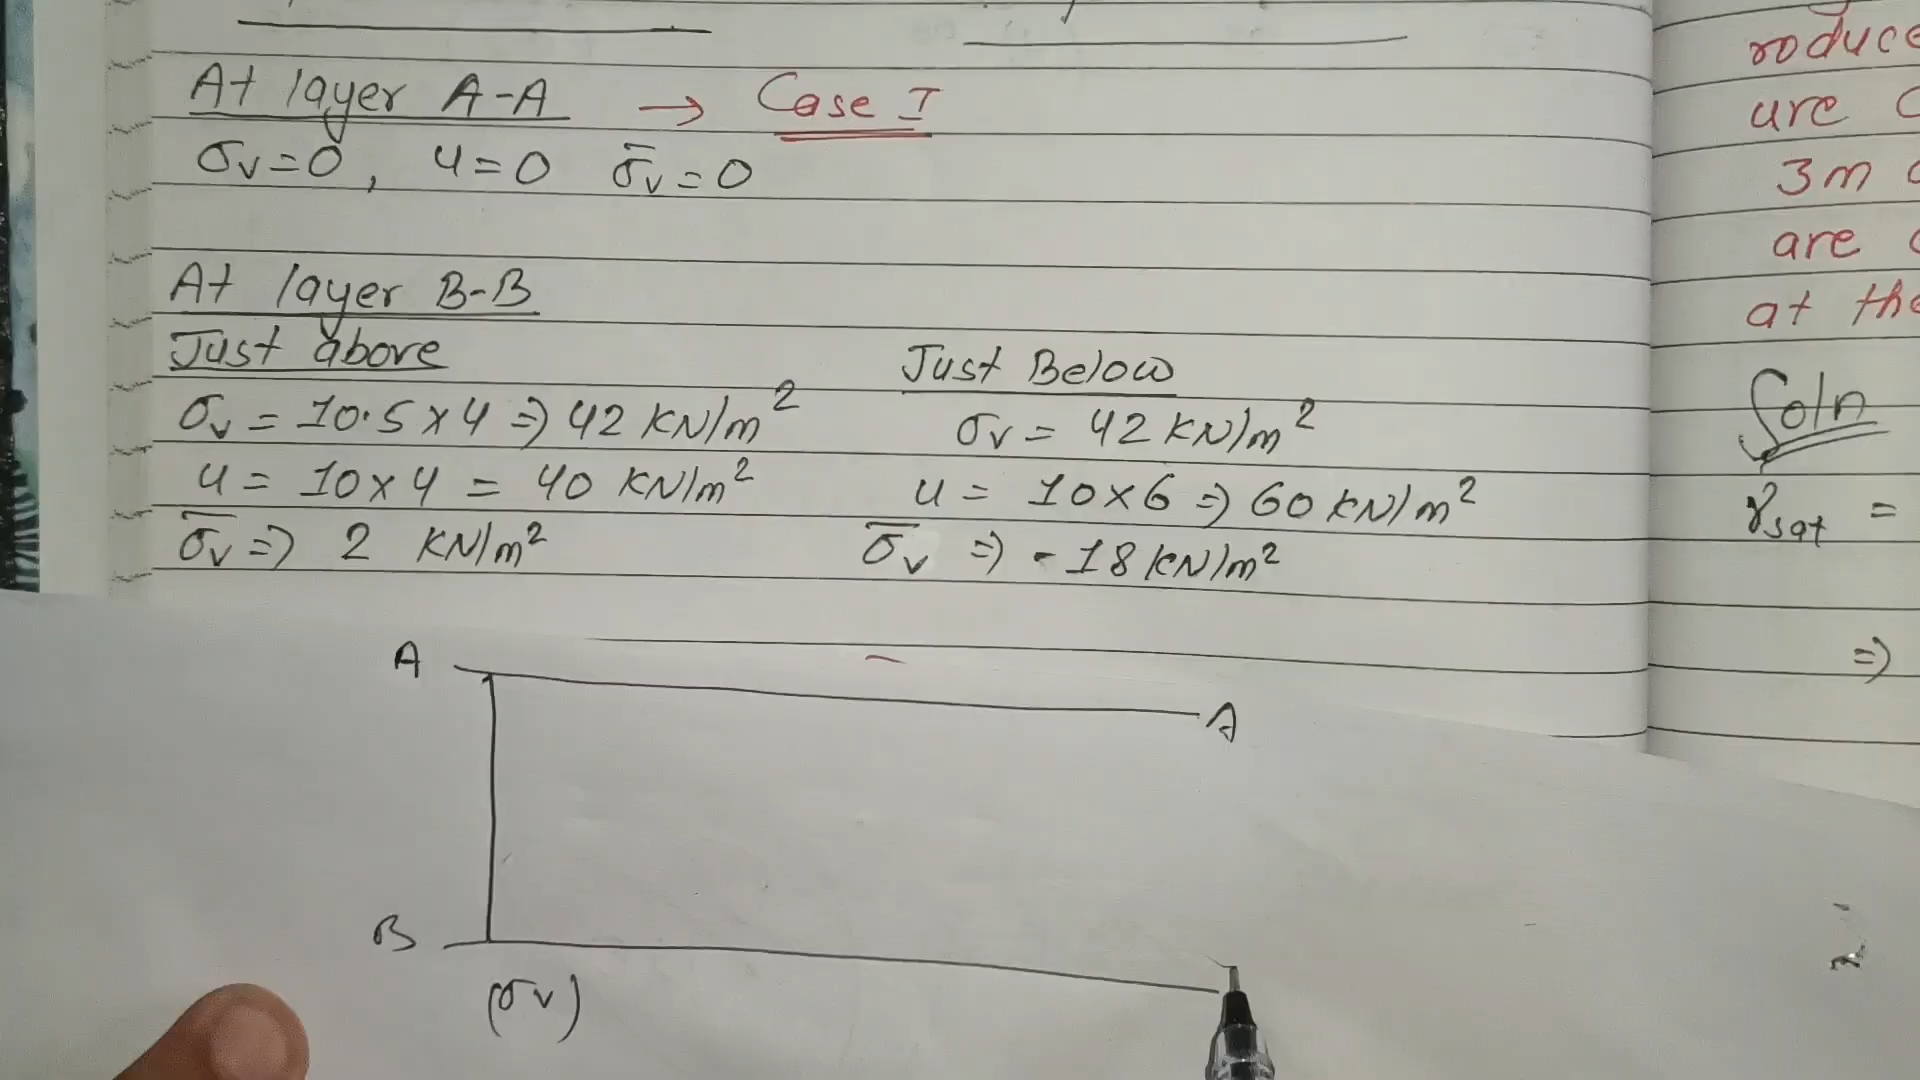 At layer A-A → Case I
σv=0, u=0 σ̄v=0
At layer B-B
Just above
σv = 10.5 x 4 => 42 KN/m²
u = 10 x 4 = 40 KN/m²
σ̄v => 2 KN/m²
Just Below
σv = 42 KN/m²
u = 10 x 6 => 60 KN/m²
σ̄v => -18 KN/m²
A
A
B
(σv)
are
3m
are
at the
Soln
γsat =
=>